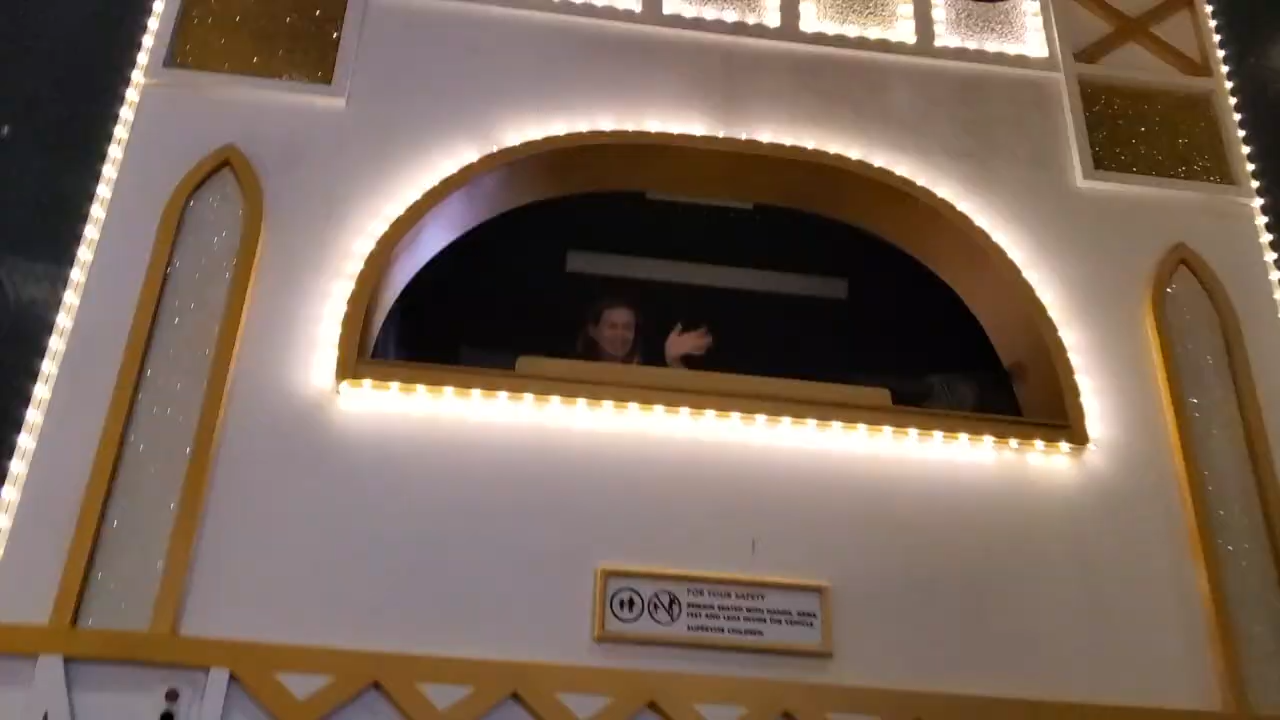 FOR YOUR SAFETY
REMAIN SEATED WITH HANDS, ARMS,
FEET AND LEGS INSIDE THE VEHICLE
SUPERVISE CHILDREN